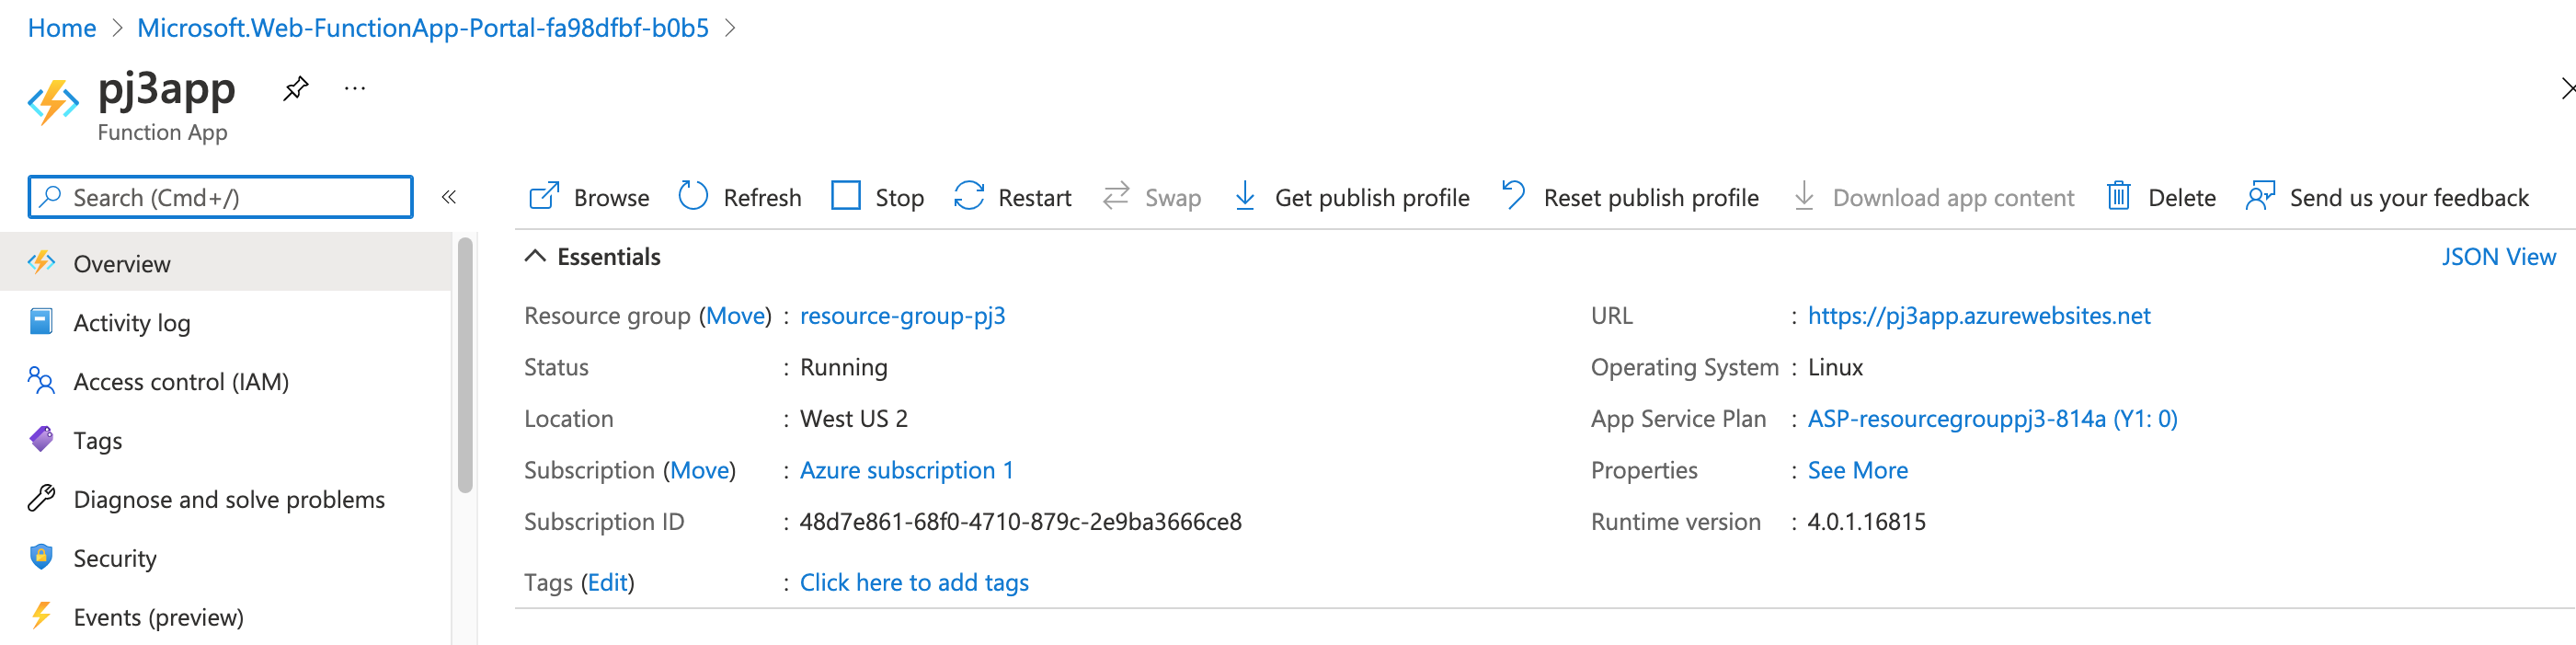 Home > Microsoft.Web-FunctionApp-Portal-fa98dfbf-b0b5 >
pj3app ...
Function App
Search (Cmd+/) «
Browse Refresh Stop Restart Swap Get publish profile Reset publish profile Download app content Delete Send us your feedback
Overview
Activity log
Access control (IAM)
Tags
Diagnose and solve problems
Security
Events (preview)
Essentials JSON View
Resource group (Move) : resource-group-pj3
Status : Running
Location : West US 2
Subscription (Move) : Azure subscription 1
Subscription ID : 48d7e861-68f0-4710-879c-2e9ba3666ce8
Tags (Edit) : Click here to add tags
URL : https://pj3app.azurewebsites.net
Operating System : Linux
App Service Plan : ASP-resourcegrouppj3-814a (Y1: 0)
Properties : See More
Runtime version : 4.0.1.16815